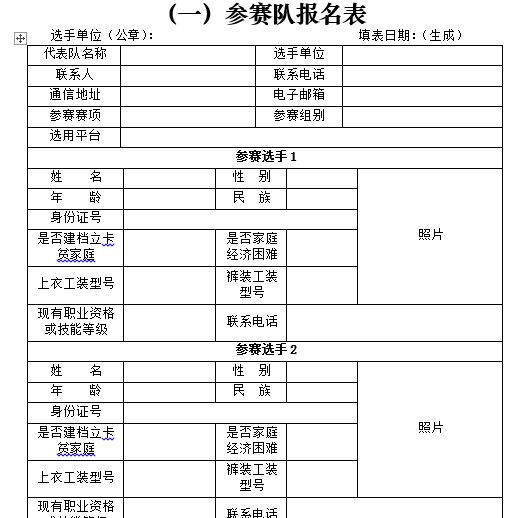 （一）参赛队报名表
选手单位（公章）：	填表日期：（生成）
代表队名称	选手单位
联系人	联系电话
通信地址	电子邮箱
参赛赛项	参赛组别
选用平台
参赛选手 1
姓 名	性 别
年 龄	民 族
身份证号
照片
是否建档立卡	是否家庭
贫家庭	经济困难
上衣工装型号	裤装工装
型号
现有职业资格
或技能等级	联系电话
参赛选手 2
姓 名	性 别
年 龄	民 族
身份证号
照片
是否建档立卡	是否家庭
贫家庭	经济困难
上衣工装型号	裤装工装
型号
现有职业资格
联系电话